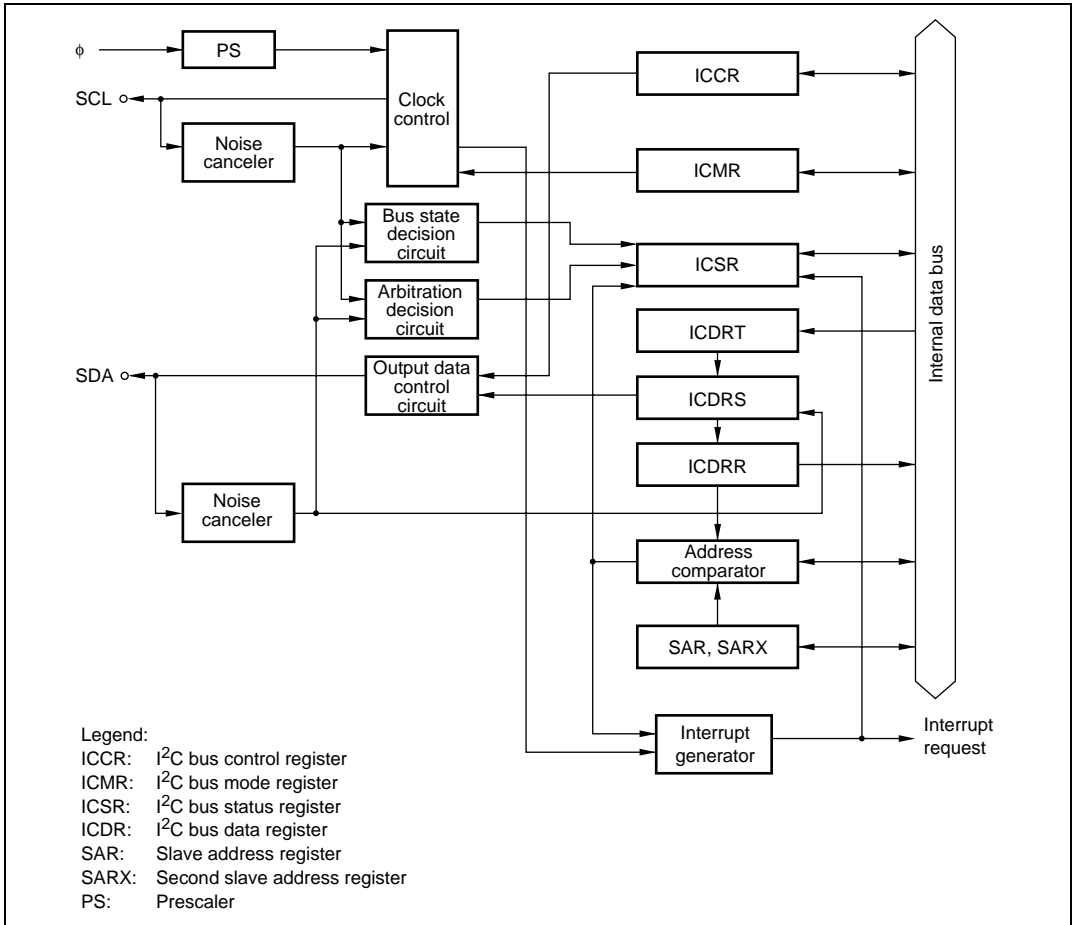 ϕ
PS
SCL
Clock
control
Noise
canceler
Bus state
decision
circuit
Arbitration
decision
circuit
SDA
Output data
control
circuit
Noise
canceler
ICCR
ICMR
ICSR
ICDRT
ICDRS
ICDRR
Address
comparator
SAR, SARX
Interrupt
generator
Internal data bus
Interrupt
request
Legend:
ICCR: I²C bus control register
ICMR: I²C bus mode register
ICSR: I²C bus status register
ICDR: I²C bus data register
SAR: Slave address register
SARX: Second slave address register
PS: Prescaler